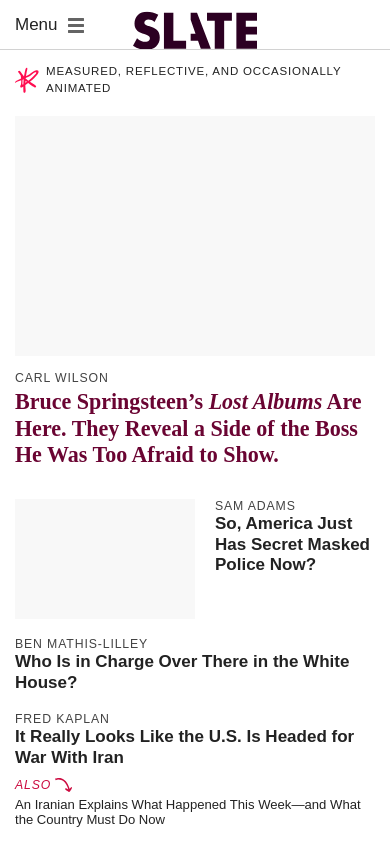 Menu
SLATE
MEASURED, REFLECTIVE, AND OCCASIONALLY
ANIMATED
CARL WILSON
Bruce Springsteen’s Lost Albums Are
Here. They Reveal a Side of the Boss
He Was Too Afraid to Show.
SAM ADAMS
So, America Just
Has Secret Masked
Police Now?
BEN MATHIS-LILLEY
Who Is in Charge Over There in the White
House?
FRED KAPLAN
It Really Looks Like the U.S. Is Headed for
War With Iran
ALSO
An Iranian Explains What Happened This Week—and What
the Country Must Do Now